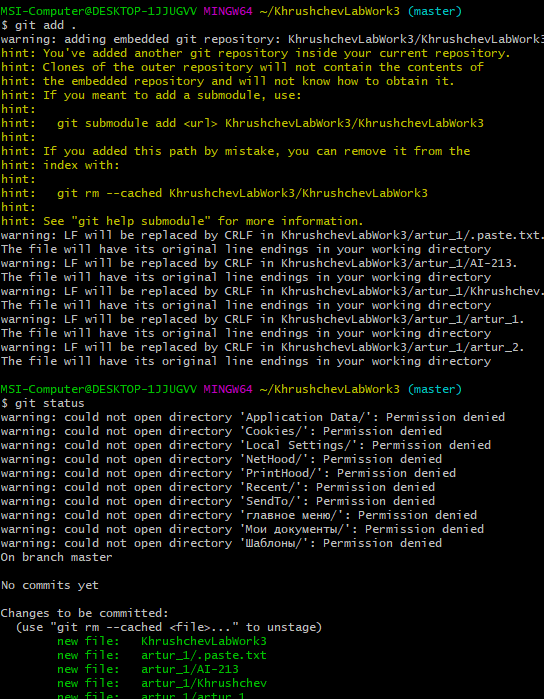 MSI-Computer@DESKTOP-1JJUGVV MINGW64 ~/KhrushchevLabWork3 (master)
$ git add .
warning: adding embedded git repository: KhrushchevLabWork3/KhrushchevLabWork3
hint: You've added another git repository inside your current repository.
hint: Clones of the outer repository will not contain the contents of
hint: the embedded repository and will not know how to obtain it.
hint: If you meant to add a submodule, use:
hint:
hint:   git submodule add <url> KhrushchevLabWork3/KhrushchevLabWork3
hint:
hint: If you added this path by mistake, you can remove it from the
hint: index with:
hint:
hint:   git rm --cached KhrushchevLabWork3/KhrushchevLabWork3
hint:
hint: See "git help submodule" for more information.
warning: LF will be replaced by CRLF in KhrushchevLabWork3/artur_1/.paste.txt.
The file will have its original line endings in your working directory
warning: LF will be replaced by CRLF in KhrushchevLabWork3/artur_1/AI-213.
The file will have its original line endings in your working directory
warning: LF will be replaced by CRLF in KhrushchevLabWork3/artur_1/Khrushchev.
The file will have its original line endings in your working directory
warning: LF will be replaced by CRLF in KhrushchevLabWork3/artur_1/artur_1.
The file will have its original line endings in your working directory
warning: LF will be replaced by CRLF in KhrushchevLabWork3/artur_1/artur_2.
The file will have its original line endings in your working directory
MSI-Computer@DESKTOP-1JJUGVV MINGW64 ~/KhrushchevLabWork3 (master)
$ git status
warning: could not open directory 'Application Data/': Permission denied
warning: could not open directory 'Cookies/': Permission denied
warning: could not open directory 'Local Settings/': Permission denied
warning: could not open directory 'NetHood/': Permission denied
warning: could not open directory 'PrintHood/': Permission denied
warning: could not open directory 'Recent/': Permission denied
warning: could not open directory 'SendTo/': Permission denied
warning: could not open directory 'главное меню/': Permission denied
warning: could not open directory 'Мои документы/': Permission denied
warning: could not open directory 'Шаблоны/': Permission denied
On branch master
No commits yet
Changes to be committed:
  (use "git rm --cached <file>..." to unstage)
        new file:   KhrushchevLabWork3
        new file:   artur_1/.paste.txt
        new file:   artur_1/AI-213
        new file:   artur_1/Khrushchev
        new file:   artur_1/artur_1